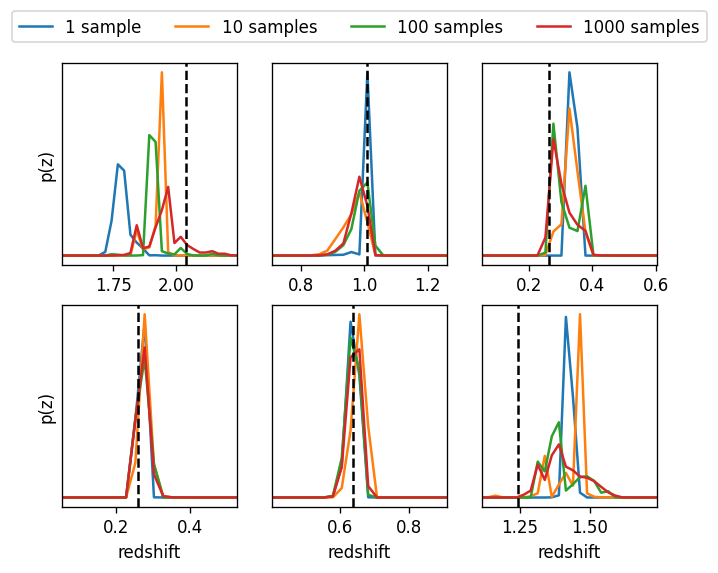 1 sample 10 samples 100 samples 1000 samples
p(z)
1.75 2.00 0.8 1.0 1.2 0.2 0.4 0.6
p(z)
0.2 0.4 0.6 0.8 1.25 1.50
redshift redshift redshift